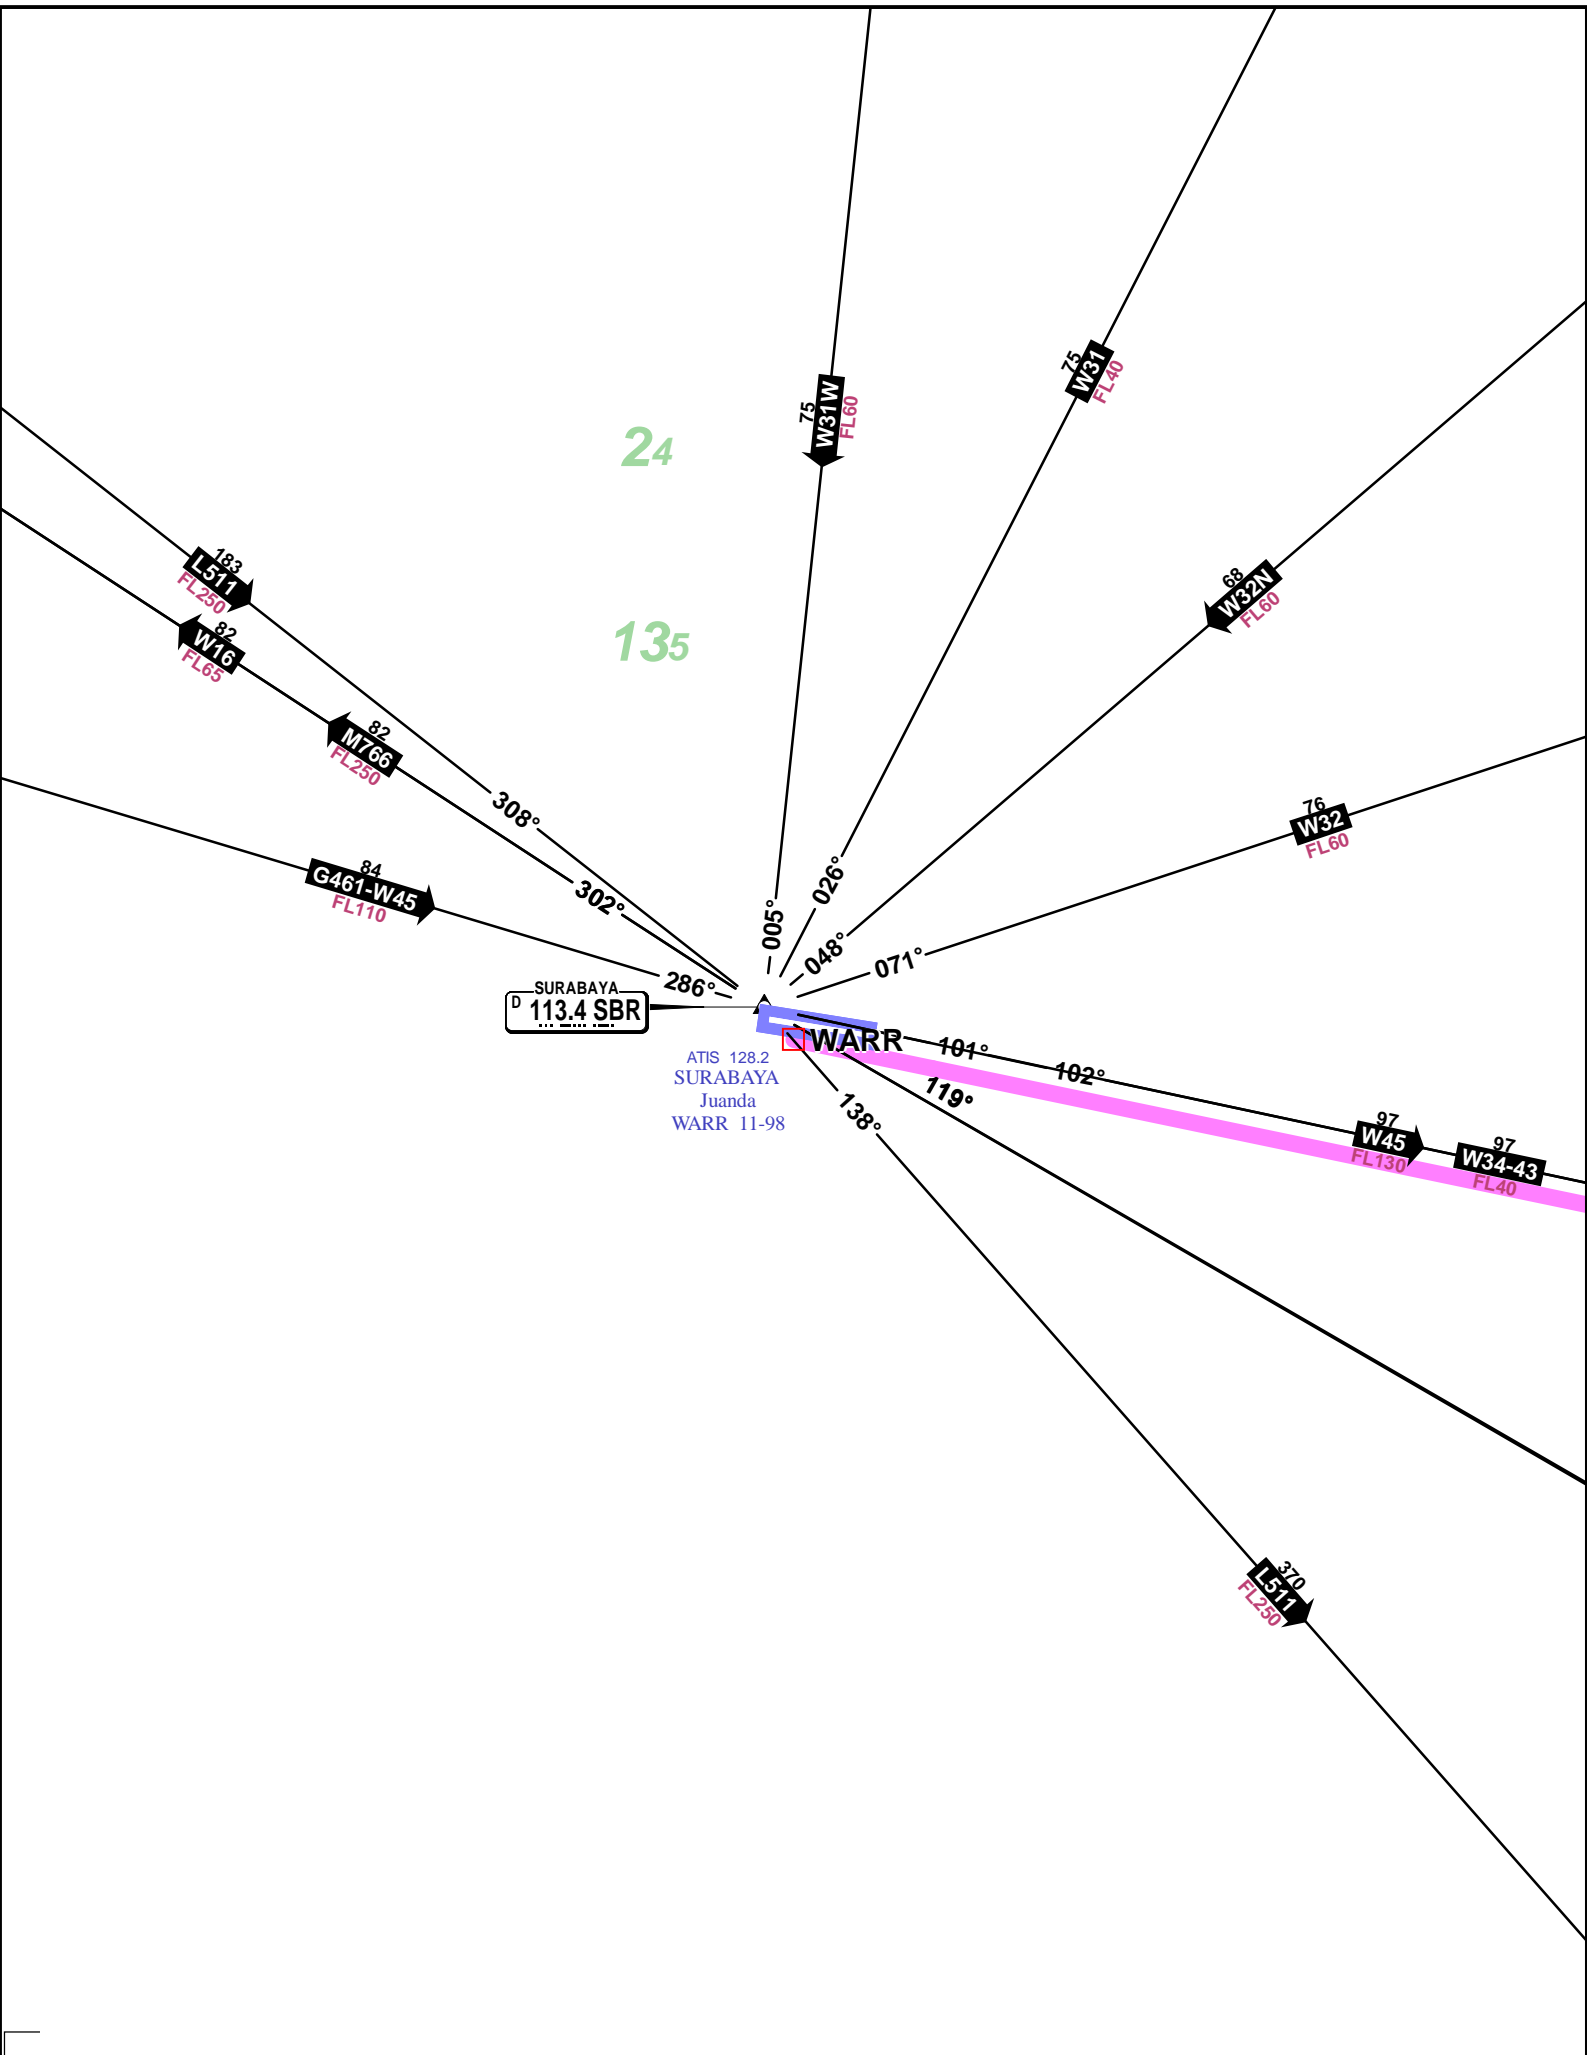 75
W31W
FL60
75
W31
FL40
24
183
L511
FL250
68
W32N
FL60
82
W16
FL65
135
82
M766
FL250
76
W32
FL60
308°
84
G461-W45
FL110
302°
005°
026°
048°
071°
286°
SURABAYA
D 113.4 SBR
WARR
101°
102°
119°
138°
ATIS 128.2
SURABAYA
Juanda
WARR 11-98
97
W45
FL130
97
W34-43
FL40
370
L511
FL250